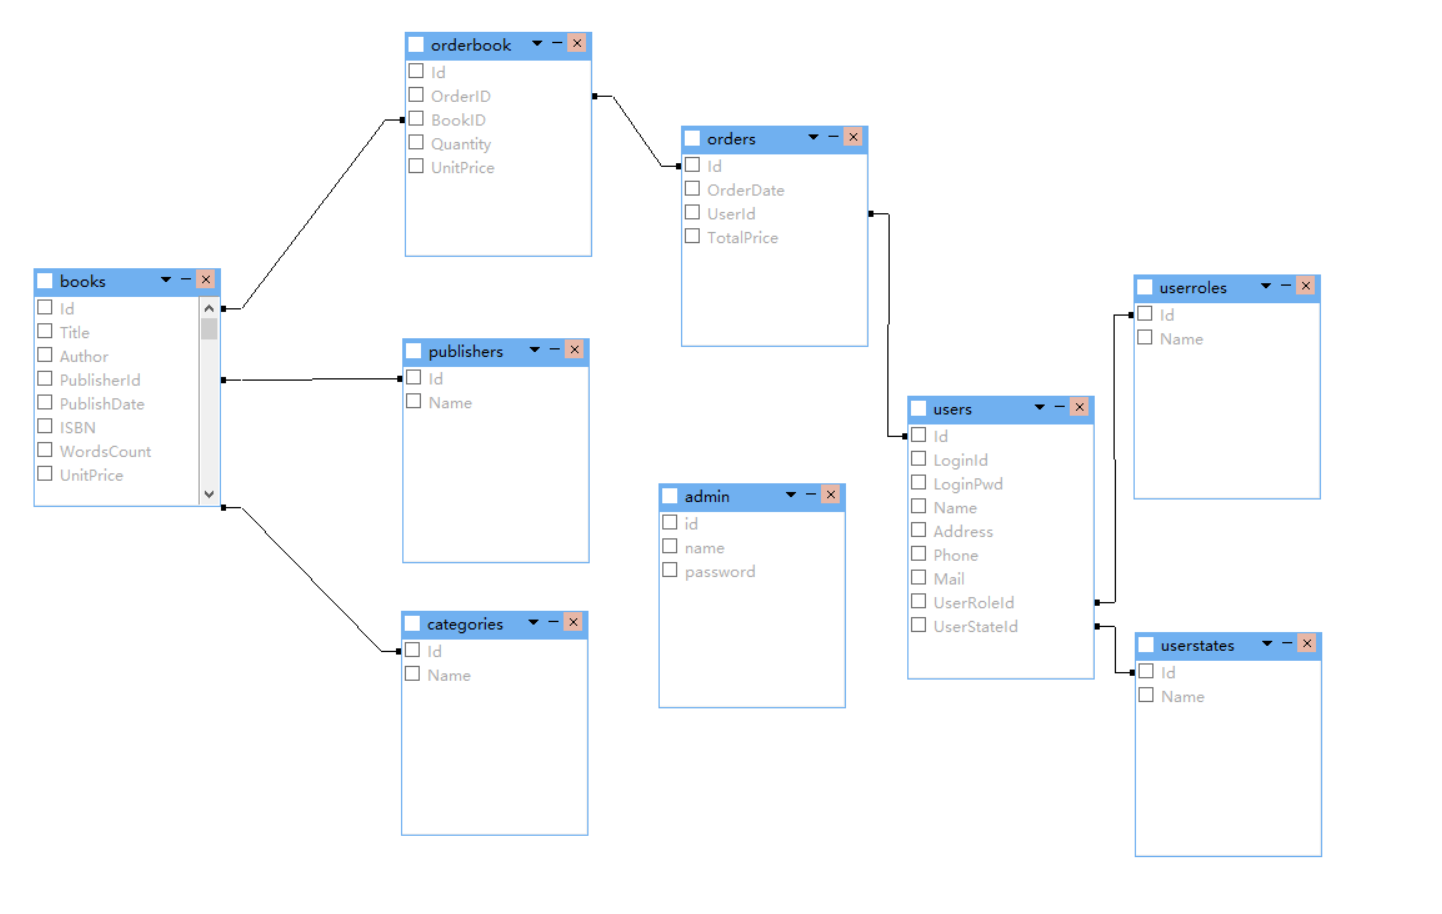 orderbook
Id
OrderID
BookID
Quantity
UnitPrice
orders
Id
OrderDate
UserId
TotalPrice
books
Id
Title
Author
PublisherId
PublishDate
ISBN
WordsCount
UnitPrice
publishers
Id
Name
userroles
Id
Name
users
Id
LoginId
LoginPwd
Name
Address
Phone
Mail
UserRoleId
UserStateId
admin
id
name
password
categories
Id
Name
userstates
Id
Name